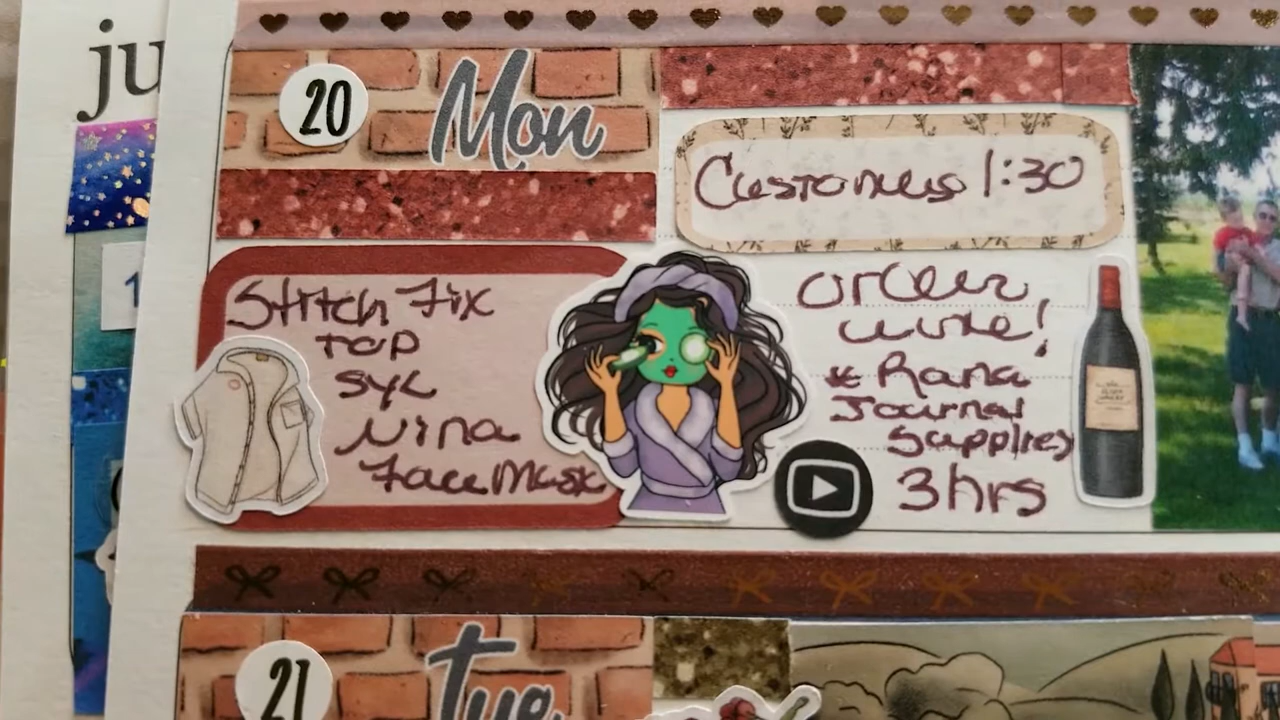 ju
20 Mon
Customers 1:30
Stitch Fix
top
SYL
Nina
Face Mask
Order
wine!
* Rana
Journal
Supplies
3hrs
21 Tue